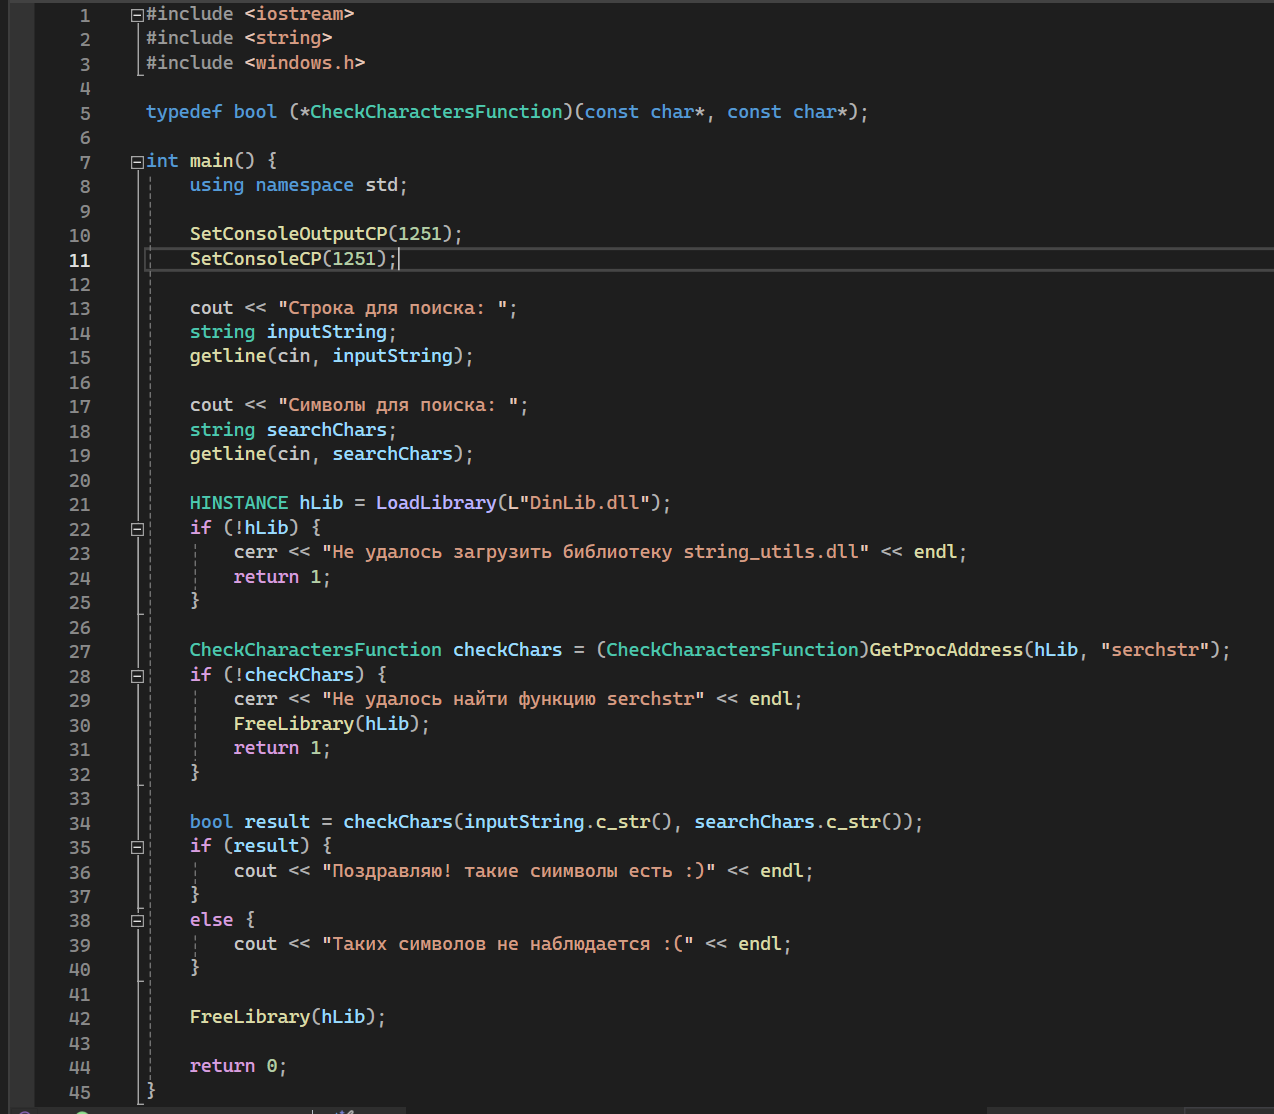 1 #include <iostream>
2 #include <string>
3 #include <windows.h>
4
5 typedef bool (*CheckCharactersFunction)(const char*, const char*);
6
7 int main() {
8 using namespace std;
9
10 SetConsoleOutputCP(1251);
11 SetConsoleCP(1251);
12
13 cout << "Строка для поиска: ";
14 string inputString;
15 getline(cin, inputString);
16
17 cout << "Символы для поиска: ";
18 string searchChars;
19 getline(cin, searchChars);
20
21 HINSTANCE hLib = LoadLibrary(L"DinLib.dll");
22 if (!hLib) {
23 cerr << "Не удалось загрузить библиотеку string_utils.dll" << endl;
24 return 1;
25 }
26
27 CheckCharactersFunction checkChars = (CheckCharactersFunction)GetProcAddress(hLib, "serchstr");
28 if (!checkChars) {
29 cerr << "Не удалось найти функцию serchstr" << endl;
30 FreeLibrary(hLib);
31 return 1;
32 }
33
34 bool result = checkChars(inputString.c_str(), searchChars.c_str());
35 if (result) {
36 cout << "Поздравляю! такие сиимволы есть :)" << endl;
37 }
38 else {
39 cout << "Таких символов не наблюдается :(" << endl;
40 }
41
42 FreeLibrary(hLib);
43
44 return 0;
45 }